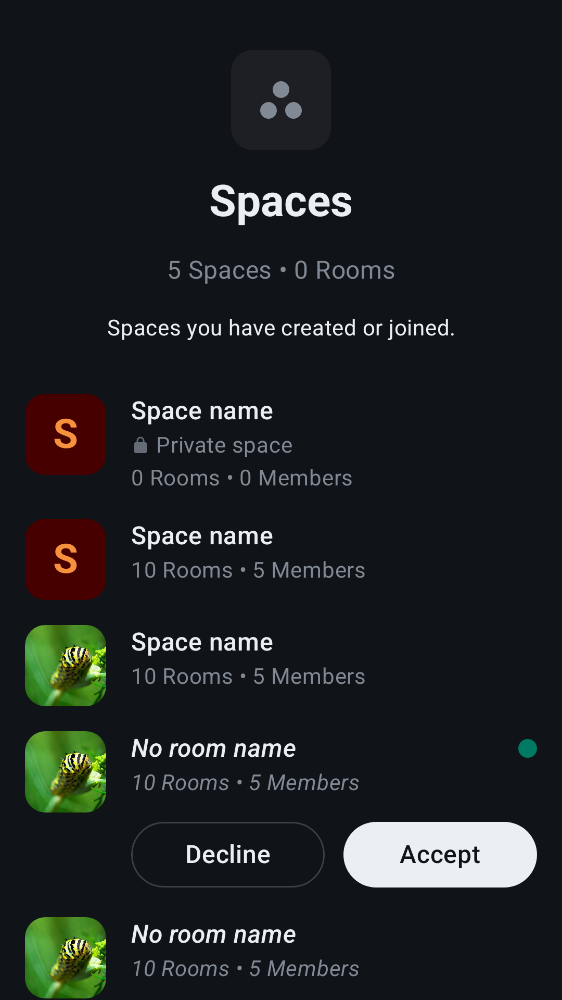 Spaces
5 Spaces • 0 Rooms
Spaces you have created or joined.
S
Space name
Private space
0 Rooms • 0 Members
S
Space name
10 Rooms • 5 Members
Space name
10 Rooms • 5 Members
No room name
10 Rooms • 5 Members
Decline
Accept
No room name
10 Rooms • 5 Members